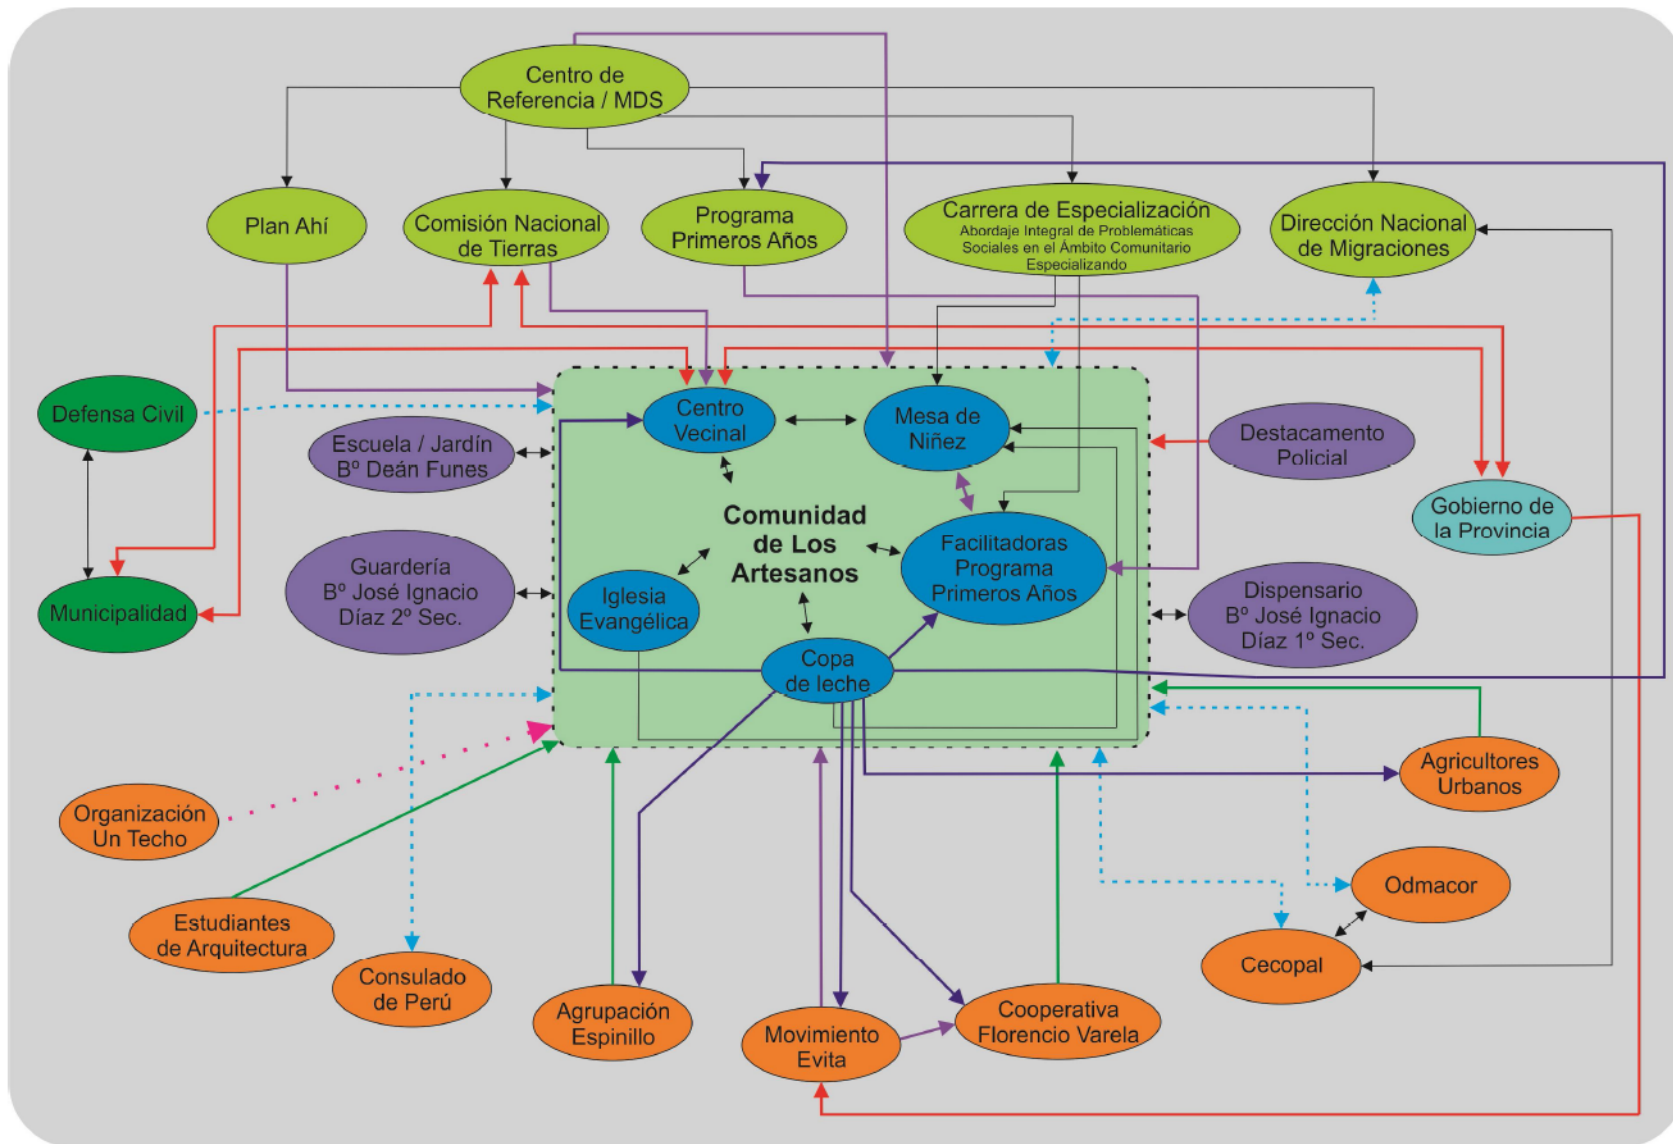 Centro de
Referencia / MDS
Plan Ahí
Comisión Nacional
de Tierras
Programa
Primeros Años
Carrera de Especialización
Abordaje Integral de Problemáticas
Sociales en el Ámbito Comunitario
Especializando
Dirección Nacional
de Migraciones
Defensa Civil
Escuela / Jardín
Bº Deán Funes
Centro
Vecinal
Mesa de
Niñez
Destacamento
Policial
Gobierno de
la Provincia
Comunidad
de Los
Artesanos
Facilitadoras
Programa
Primeros Años
Guardería
Bº José Ignacio
Díaz 2º Sec.
Municipalidad
Iglesia
Evangélica
Dispensario
Bº José Ignacio
Díaz 1º Sec.
Copa
de leche
Organización
Un Techo
Agricultores
Urbanos
Estudiantes
de Arquitectura
Odmacor
Consulado
de Perú
Cecopal
Agrupación
Espinillo
Movimiento
Evita
Cooperativa
Florencio Varela